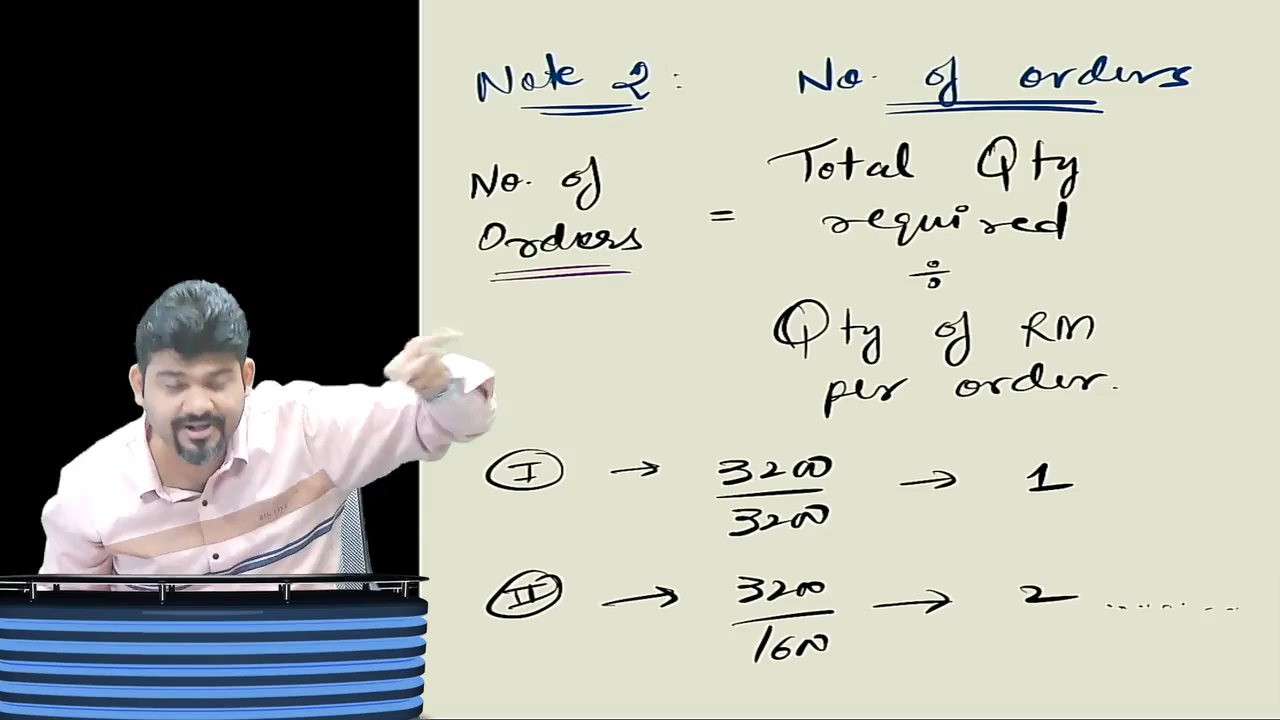 Note 2: No. of orders
No. of Orders = Total Qty required
÷
Qty of RM per order.
I → 3200/3200 → 1
II → 3200/1600 → 2 ..........